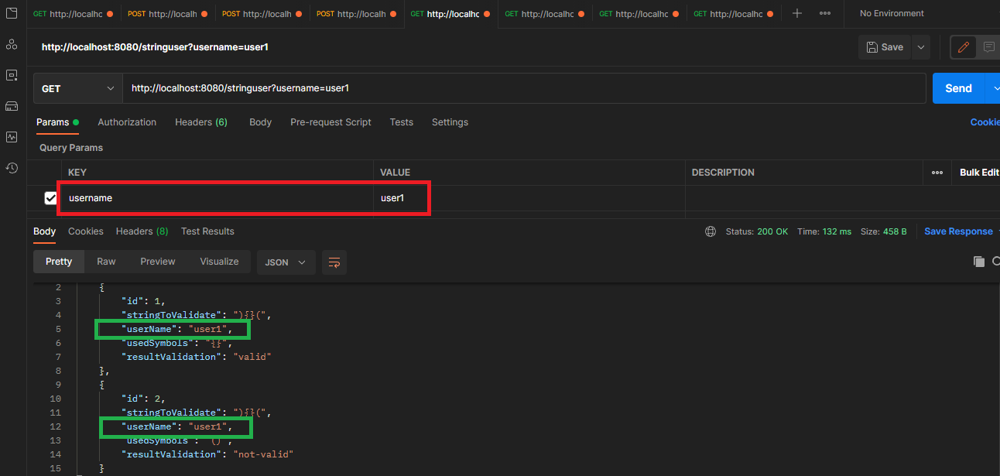 GET http://localhc POST http://localh POST http://localhc POST http://localhc GET http://localhc GET http://localhc GET http://localhc GET http://localhc No Environment
http://localhost:8080/stringuser?username=user1 Save
GET http://localhost:8080/stringuser?username=user1 Send
Params Authorization Headers (6) Body Pre-request Script Tests Settings Cookie
Query Params
KEY VALUE DESCRIPTION Bulk Edit
username user1
Body Cookies Headers (8) Test Results Status: 200 OK Time: 132 ms Size: 458 B Save Response
Pretty Raw Preview Visualize JSON
2 {
3 "id": 1,
4 "stringToValidate": "){}(",
5 "userName": "user1",
6 "usedSymbols": "{}",
7 "resultValidation": "valid"
8 },
9 {
10 "id": 2,
11 "stringToValidate": "){}(",
12 "userName": "user1",
13 "usedSymbols": "()",
14 "resultValidation": "not-valid"
15 }